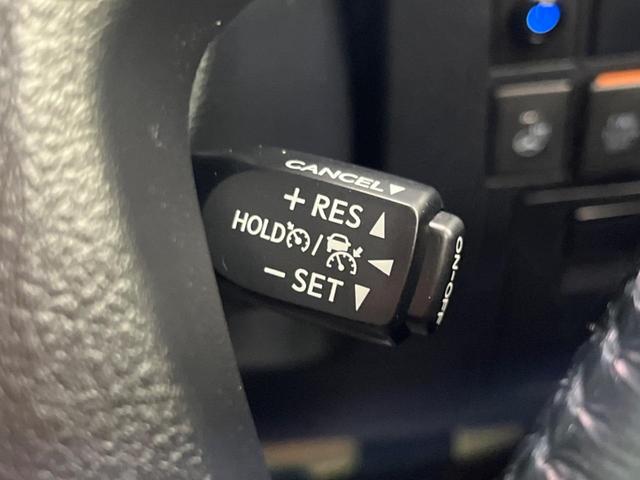 CANCEL
+ RES
HOLD /
- SET
ON-OFF